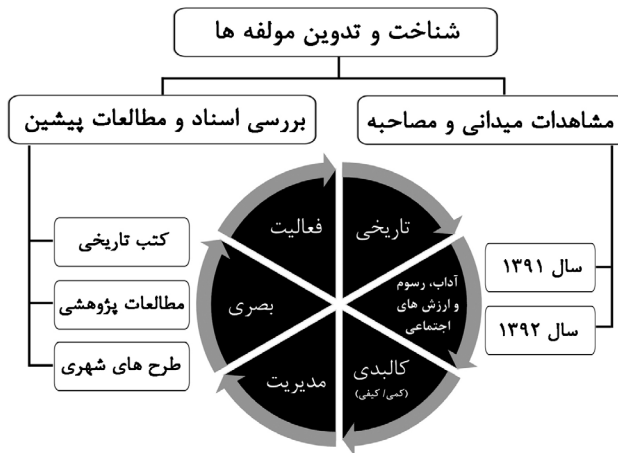 شناخت و تدوین مولفه ها
مشاهدات میدانی و مصاحبه
سال ۱۳۹۱
سال ۱۳۹۲
بررسی اسناد و مطالعات پیشین
کتب تاریخی
مطالعات پژوهشی
طرح های شهری
تاریخی
آداب، رسوم
و ارزش های
اجتماعی
کالبدی
(کمی/ کیفی)
مدیریت
بصری
فعالیت